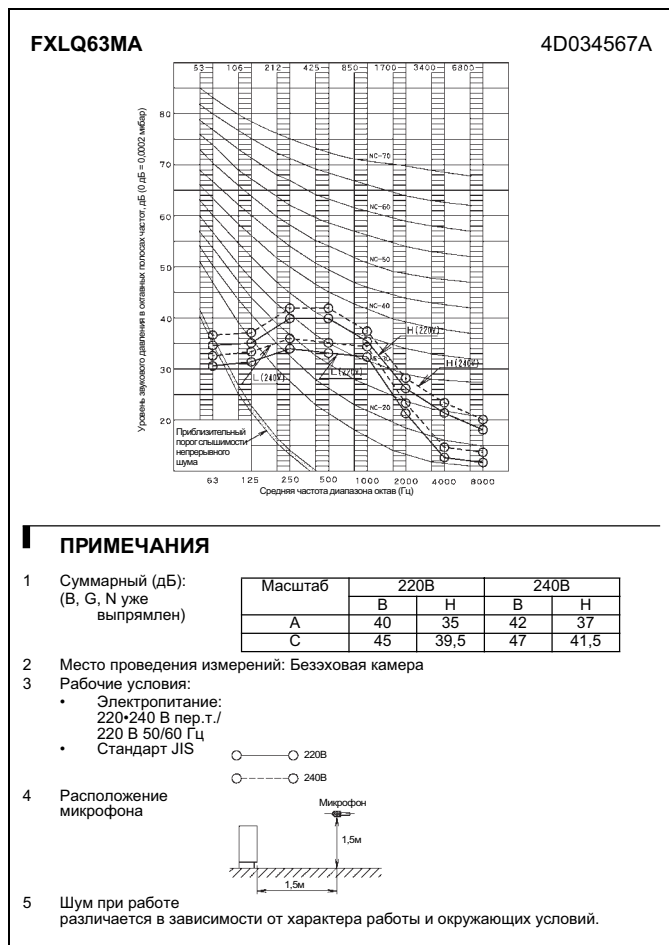 FXLQ63MA 4D034567A
53 106 212 425 850 1700 3400 6800
Уровень звукового давления в октавных полосах частот, дБ (0 дБ = 0,0002 мкбар)
80
70
60
50
40
30
20
NC-70
NC-60
NC-50
NC-40
NC-20
H (220V)
H (240V)
L (240V)
L (220V)
Приблизительный
порог слышимости
непрерывного
шума
63 125 250 500 1000 2000 4000 8000
Средняя частота диапазона октав (Гц)
ПРИМЕЧАНИЯ
1 Суммарный (дБ):
(B, G, N уже
выпрямлен)
Масштаб 220В 240В
В Н В Н
A 40 35 42 37
C 45 39,5 47 41,5
2 Место проведения измерений: Безэховая камера
3 Рабочие условия:
• Электропитание:
220•240 В пер.т./
220 В 50/60 Гц
• Стандарт JIS
220В
240В
4 Расположение
микрофона
Микрофон
1,5м
1,5м
5 Шум при работе
различается в зависимости от характера работы и окружающих условий.